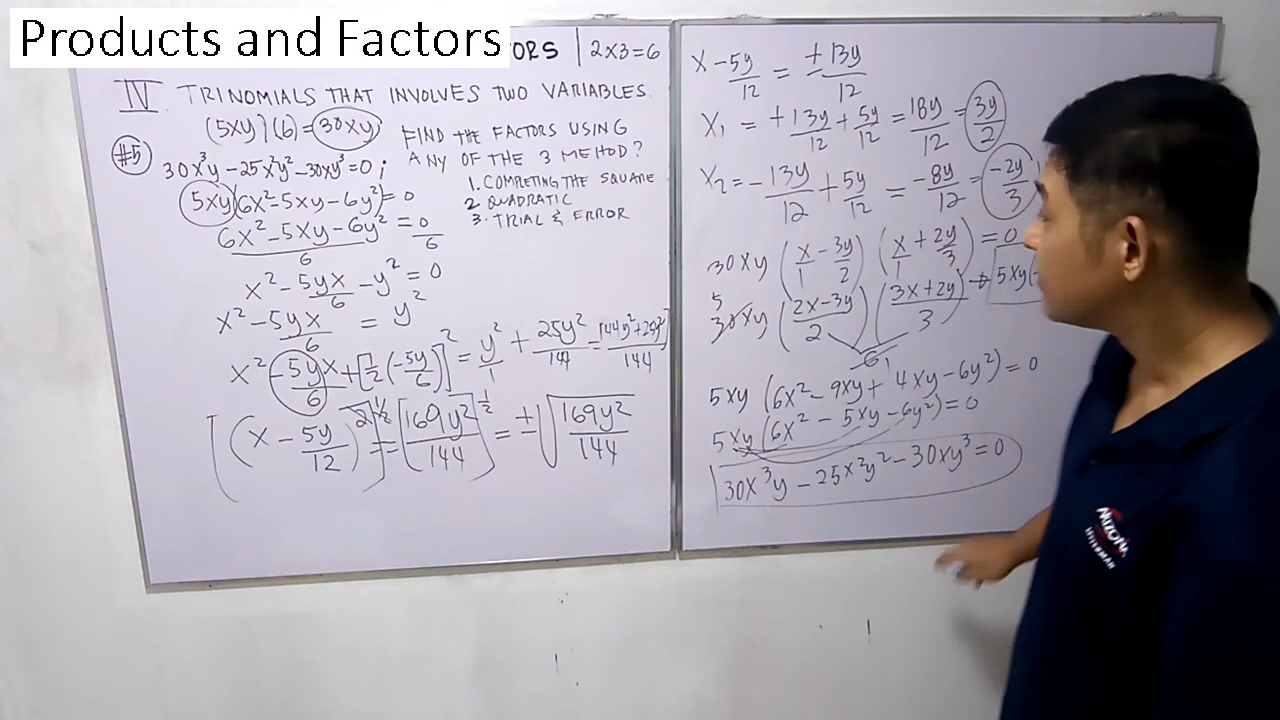 Products and Factors
ORS | 2x3=6
IV TRINOMIALS THAT INVOLVES TWO VARIABLES.
(5xy)(6)=30xy
#5) 30x³y-25x²y²-30xy³=0;
FIND THE FACTORS USING
ANY OF THE 3 METHOD?
1. COMPLETING THE SQUARE
2 QUADRATIC
3. TRIAL & ERROR
5xy(6x²-5xy-6y²)=0
(6x²-5xy-6y²)/6=0/6
x²-5yx/6-y²=0
x²-5yx/6=y²
x²-5yx/6+[1/2(-5y/6)]²=y²/1+25y²/144=[144y²+25y²]/144
[(x-5y/12)²]^1/2=[169y²/144]^1/2=±√169y²/144
x-5y/12=±13y/12
x₁=+13y/12+5y/12=18y/12=3y/2
x₂=-13y/12+5y/12=-8y/12=-2y/3
30xy(x/1-3y/2)(x/1+2y/3)=0
5
30xy(2x-3y/2)(3x+2y/3)→5xy(
6
5xy(6x²-9xy+4xy-6y²)=0
5xy(6x²-5xy-6y²)=0
30x³y-25x²y²-30xy³=0
ARIZONA